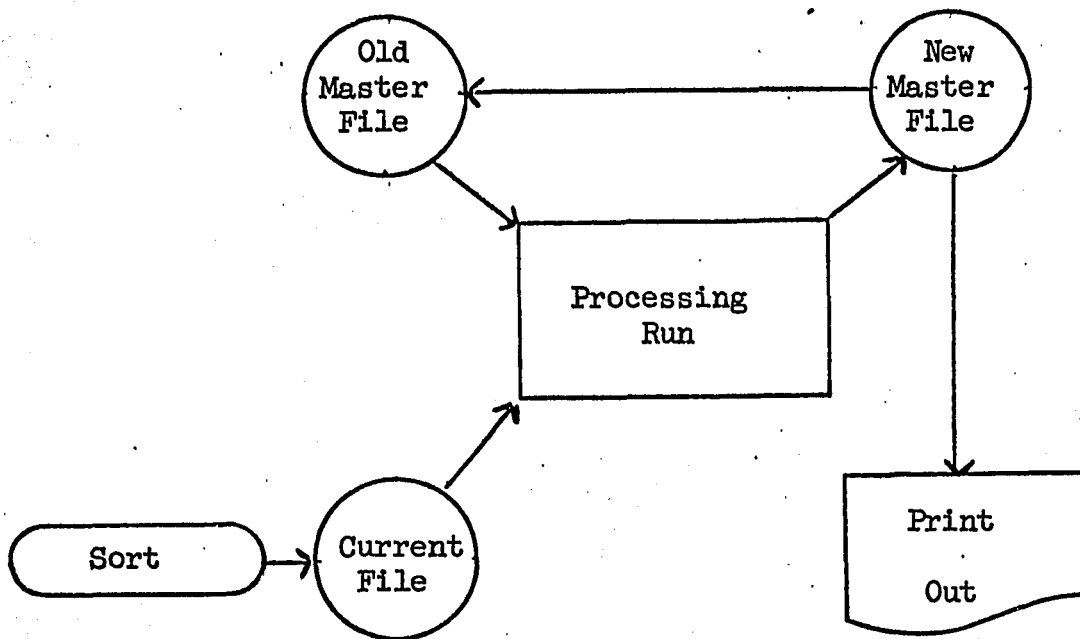 Old
Master
File
New
Master
File
Processing
Run
Sort
Current
File
Print
Out